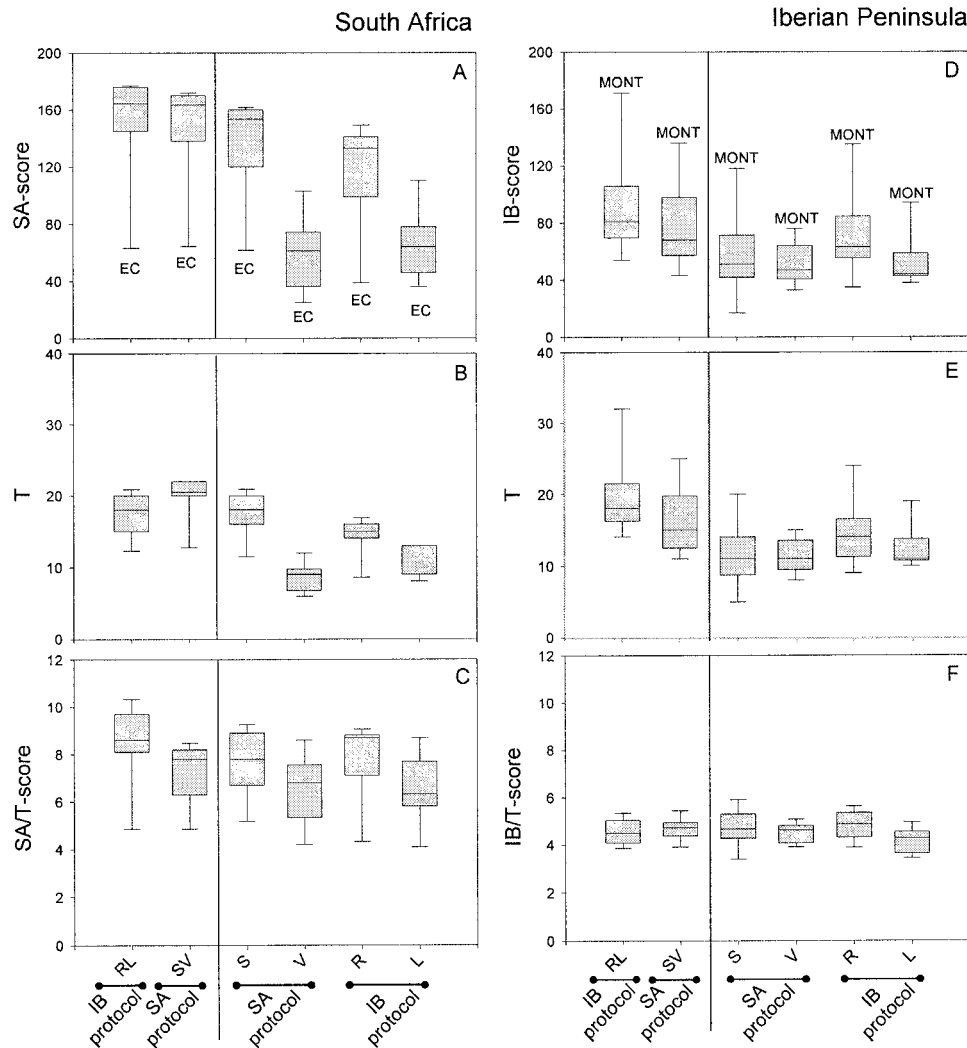 South Africa
Iberian Peninsula
A
SA-score
200
160
120
80
40
0
EC
EC
EC
EC
EC
EC
D
IB-score
200
160
120
80
40
0
MONT
MONT
MONT
MONT
MONT
MONT
B
T
40
30
20
10
0
E
T
40
30
20
10
0
C
SA/T-score
12
10
8
6
4
2
0
F
IB/T-score
12
10
8
6
4
2
0
RL
SV
S
V
R
L
IB protocol
SA protocol
SA protocol
IB protocol
RL
SV
S
V
R
L
IB protocol
SA protocol
SA protocol
IB protocol